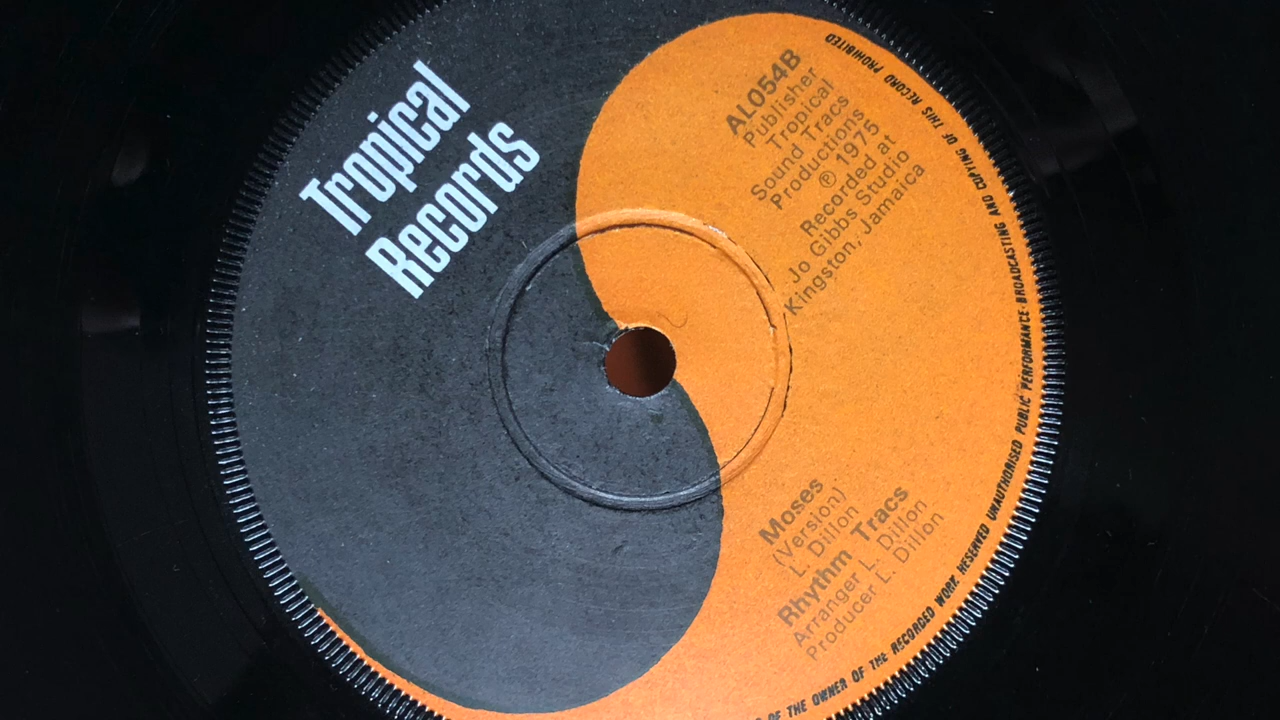 Tropical
Records
AL054B
Publisher
Tropical
Sound Tracs
Productions
℗ 1975
Recorded at
Jo Gibbs Studio
Kingston, Jamaica
Moses
(Version)
L. Dillon
Rhythm Tracs
Arranger L. Dillon
Producer L. Dillon
OF THE OWNER OF THE RECORDED WORK RESERVED UNAUTHORISED PUBLIC PERFORMANCE·BROADCASTING AND COPYING OF THIS RECORD PROHIBITED